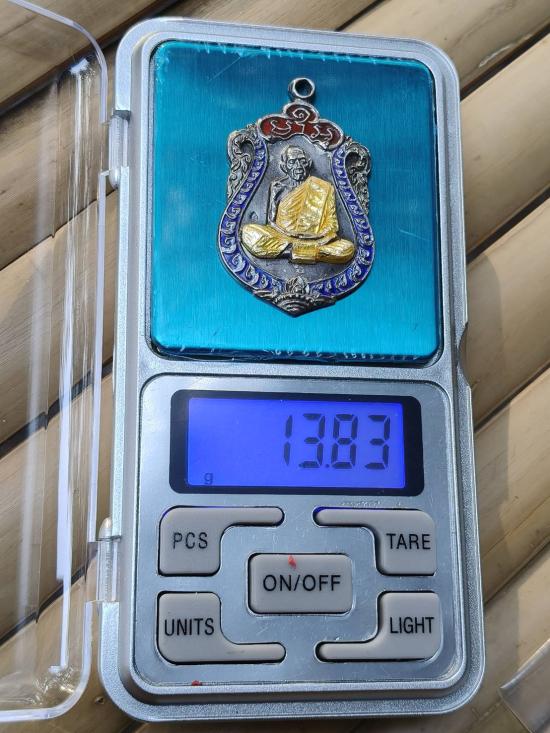 13.83
g
PCS
TARE
ON/OFF
UNITS
LIGHT